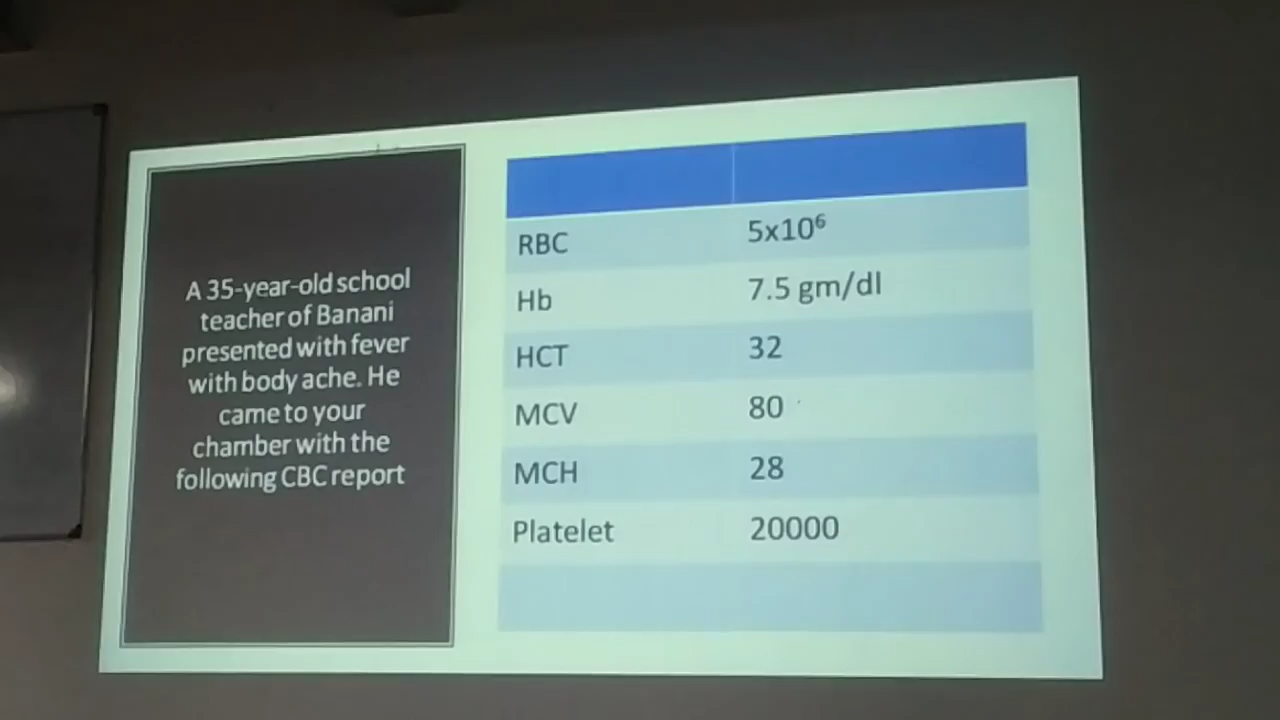 A 35-year-old school
teacher of Banani
presented with fever
with body ache. He
came to your
chamber with the
following CBC report
RBC 5x10⁶
Hb 7.5 gm/dl
HCT 32
MCV 80
MCH 28
Platelet 20000